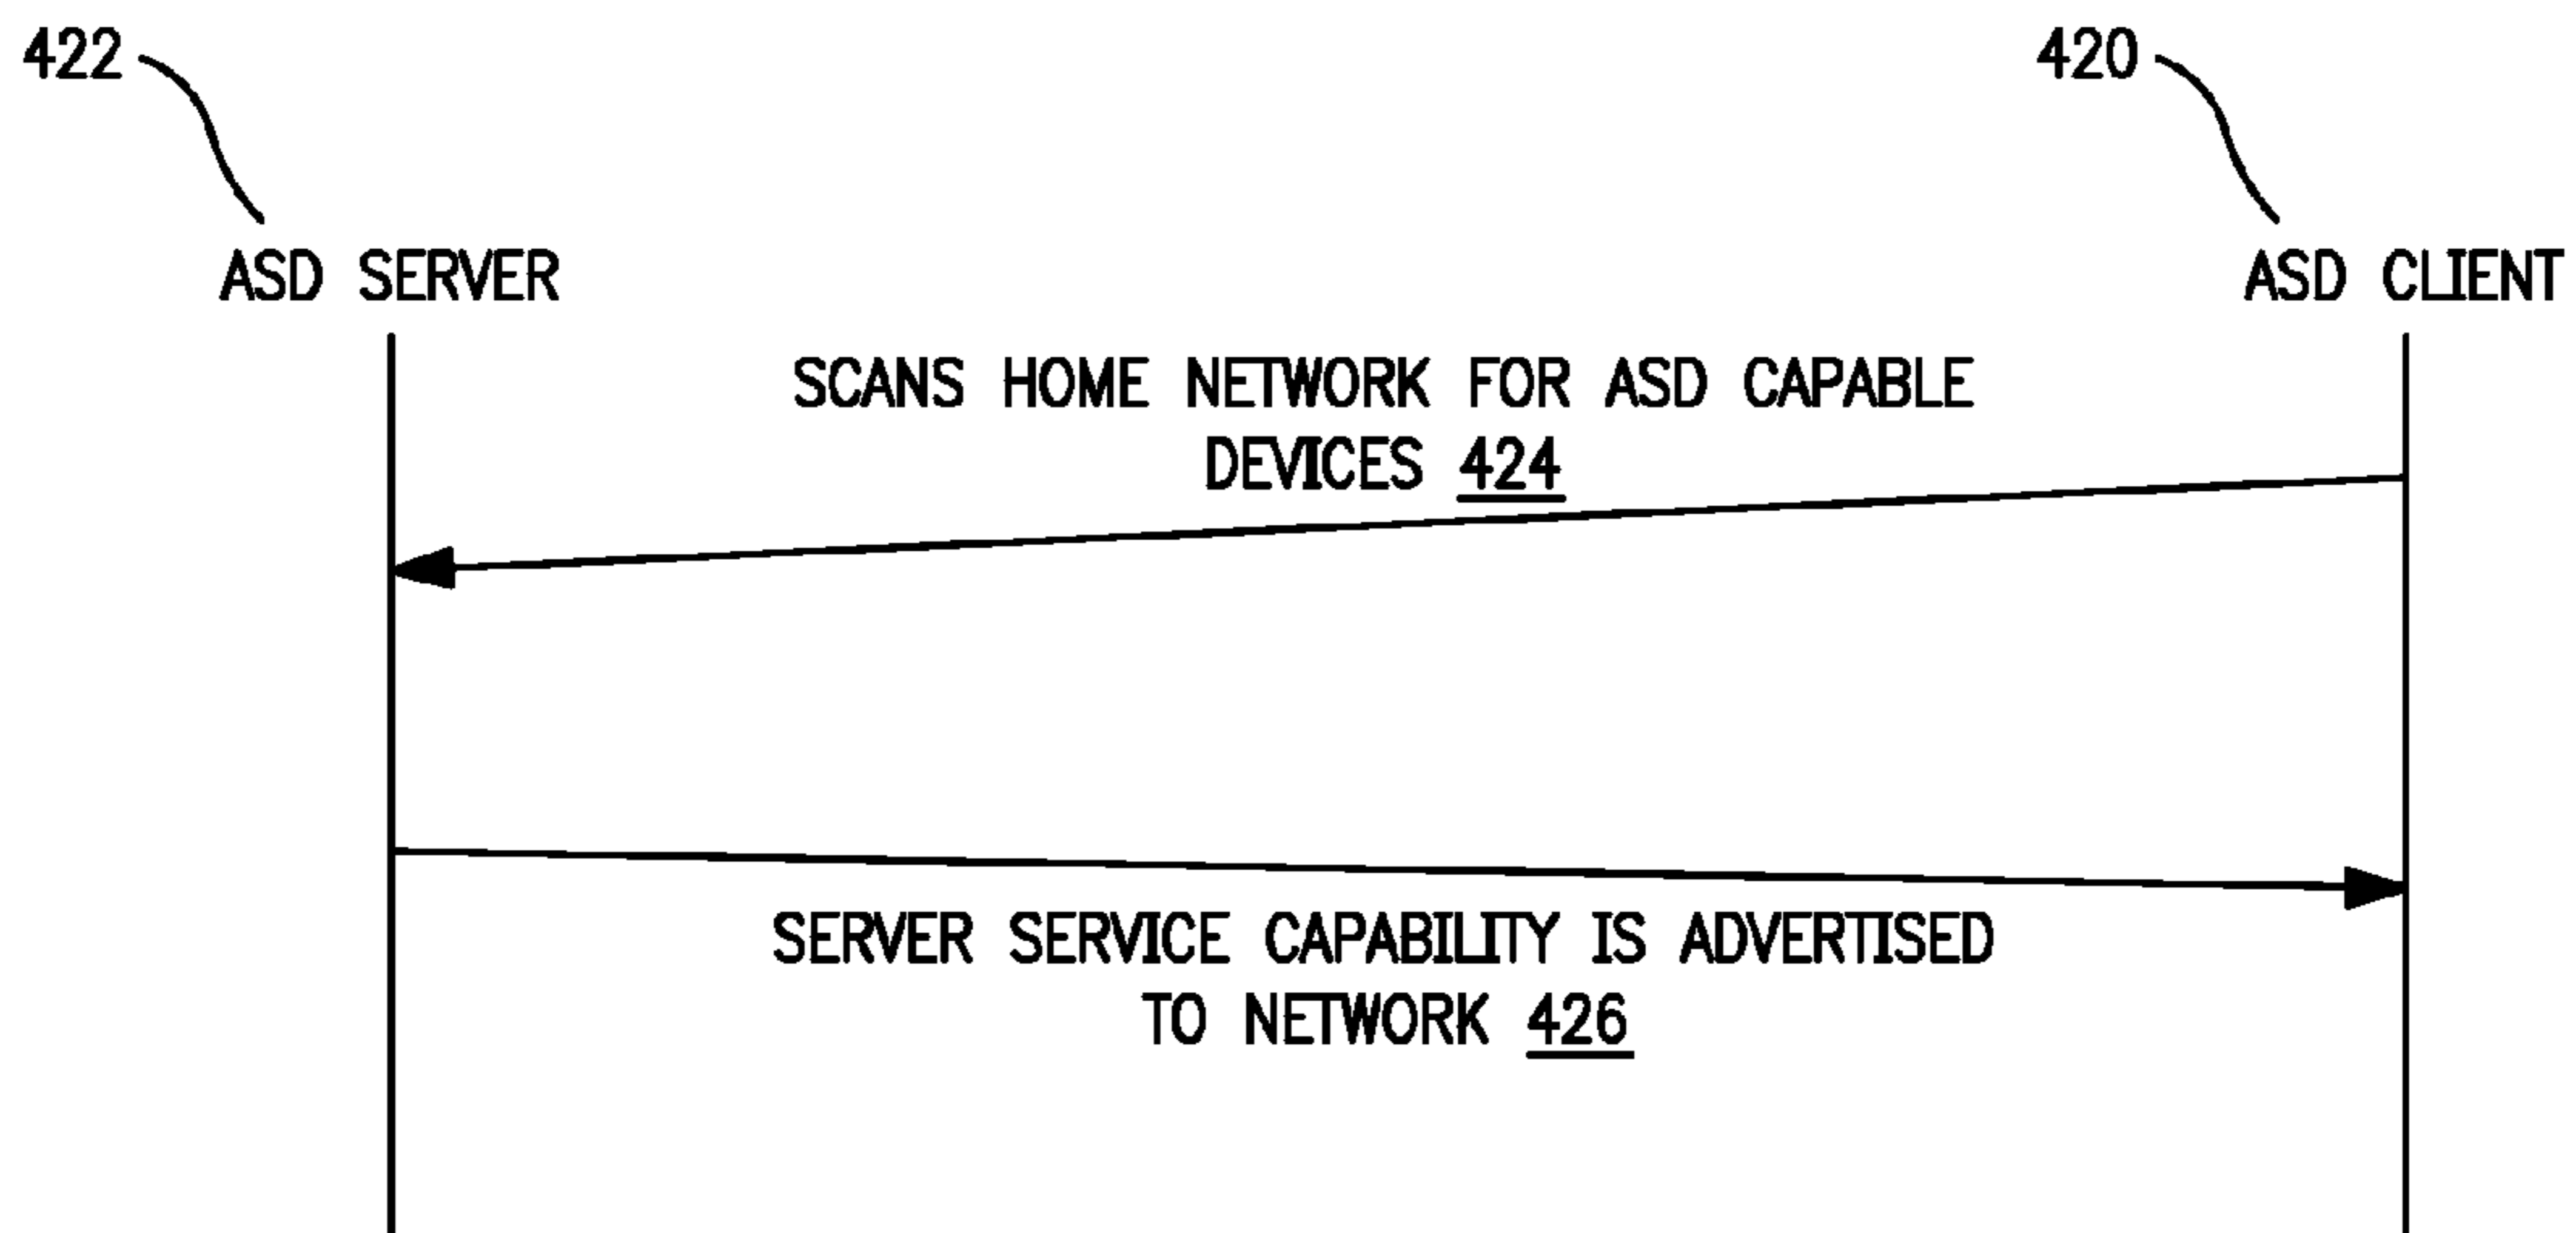 422
420
ASD SERVER
ASD CLIENT
SCANS HOME NETWORK FOR ASD CAPABLE
DEVICES 424
SERVER SERVICE CAPABILITY IS ADVERTISED
TO NETWORK 426